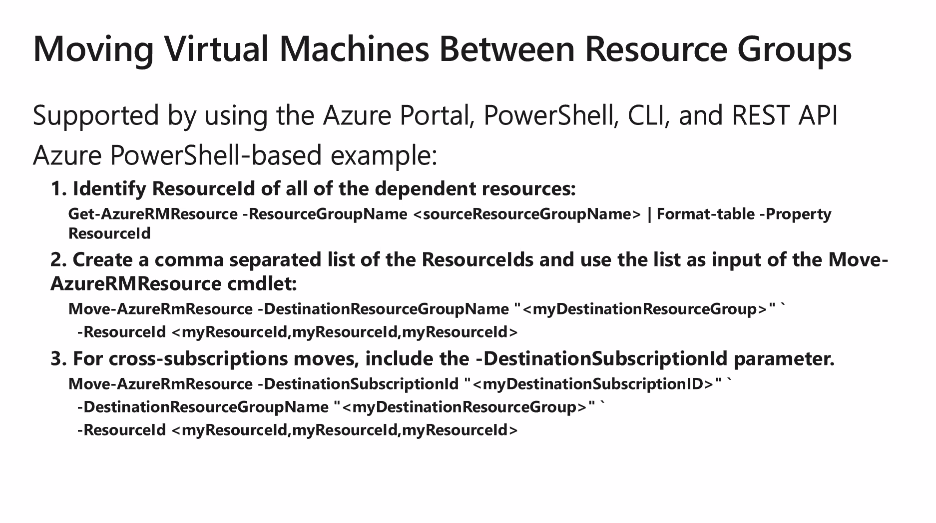 Moving Virtual Machines Between Resource Groups
Supported by using the Azure Portal, PowerShell, CLI, and REST API
Azure PowerShell-based example:
1. Identify ResourceId of all of the dependent resources:
Get-AzureRMResource -ResourceGroupName <sourceResourceGroupName> | Format-table -Property
ResourceId
2. Create a comma separated list of the ResourceIds and use the list as input of the Move-
AzureRMResource cmdlet:
Move-AzureRmResource -DestinationResourceGroupName "<myDestinationResourceGroup>" `
-ResourceId <myResourceId,myResourceId,myResourceId>
3. For cross-subscriptions moves, include the -DestinationSubscriptionId parameter.
Move-AzureRmResource -DestinationSubscriptionId "<myDestinationSubscriptionID>" `
-DestinationResourceGroupName "<myDestinationResourceGroup>" `
-ResourceId <myResourceId,myResourceId,myResourceId>